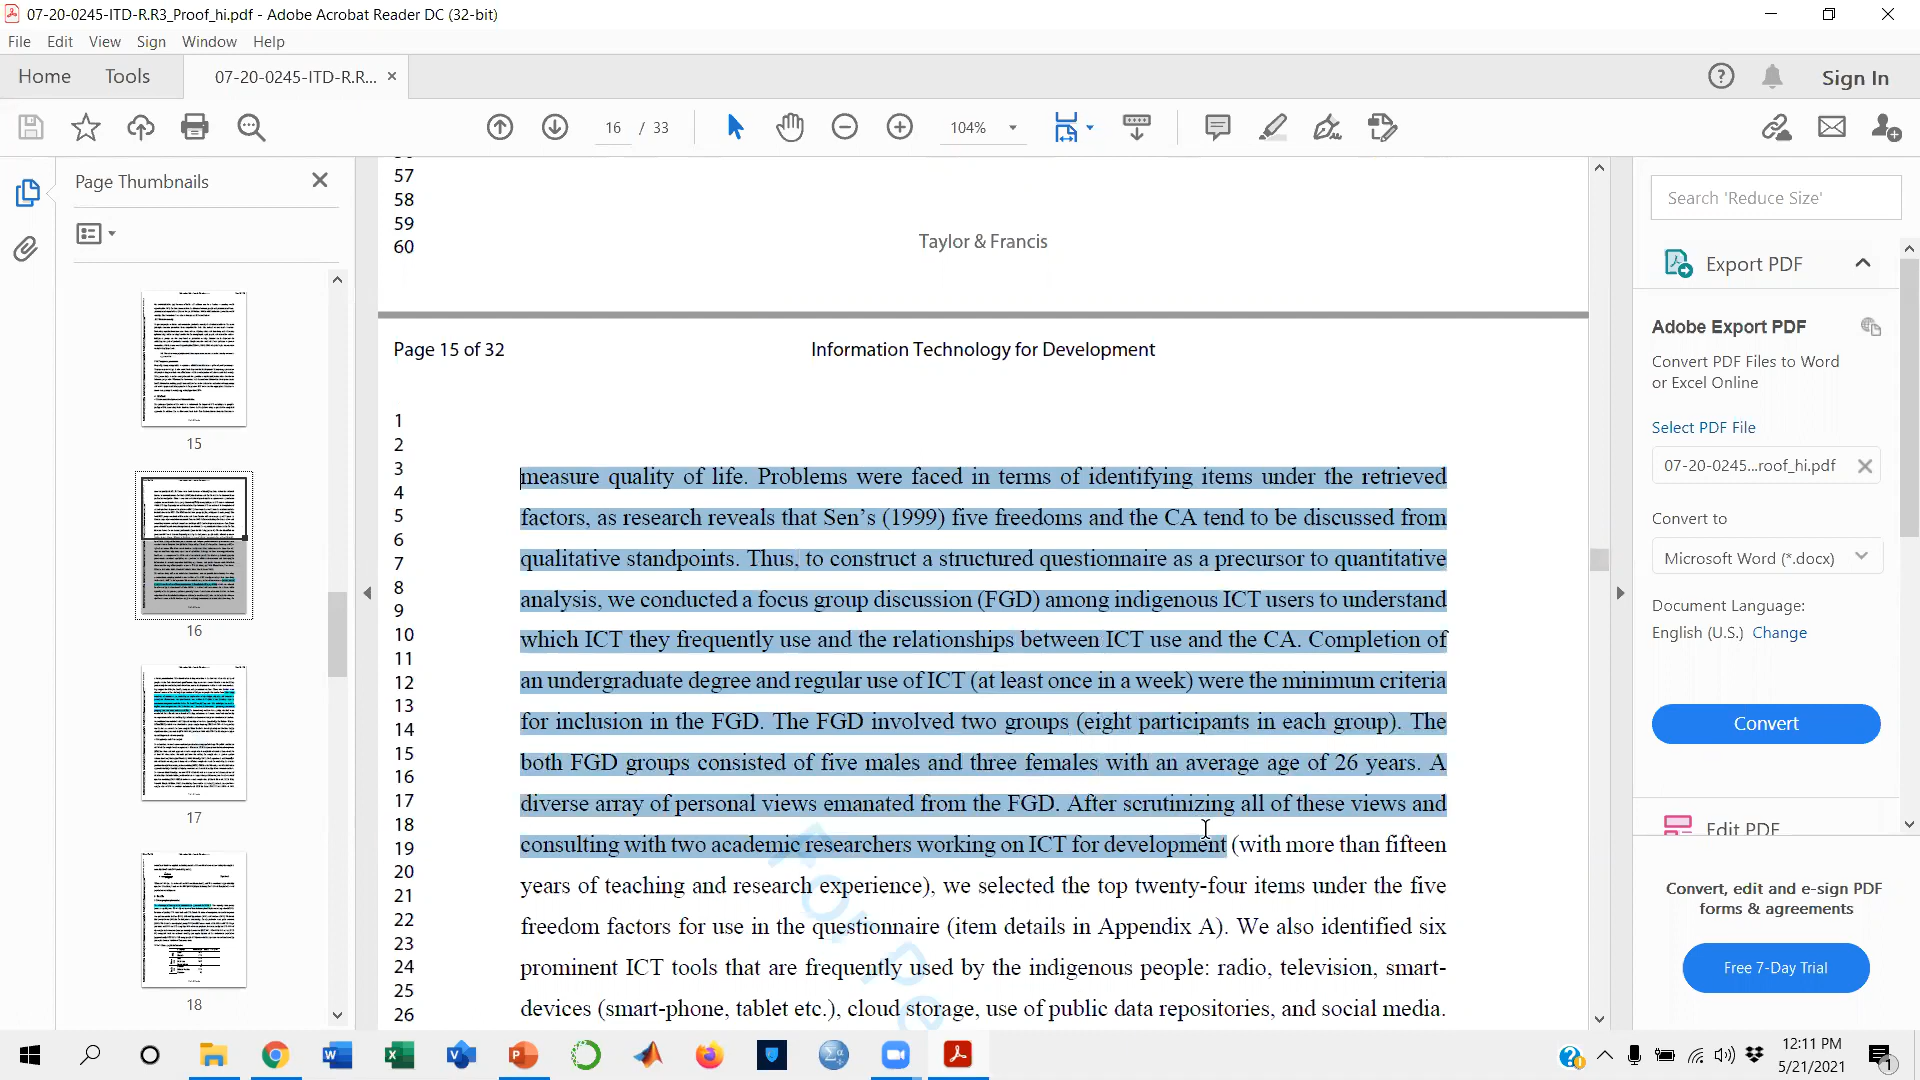 07-20-0245-ITD-R.R3_Proof_hi.pdf - Adobe Acrobat Reader DC (32-bit)
File Edit View Sign Window Help
Home Tools 07-20-0245-ITD-R.R... × Sign In
16 / 33 104%
Page Thumbnails
15
16
17
18
57
58
59
60
Taylor & Francis
Page 15 of 32 Information Technology for Development
1
2
3
4
5
6
7
8
9
10
11
12
13
14
15
16
17
18
19
20
21
22
23
24
25
26
measure quality of life. Problems were faced in terms of identifying items under the retrieved
factors, as research reveals that Sen's (1999) five freedoms and the CA tend to be discussed from
qualitative standpoints. Thus, to construct a structured questionnaire as a precursor to quantitative
analysis, we conducted a focus group discussion (FGD) among indigenous ICT users to understand
which ICT they frequently use and the relationships between ICT use and the CA. Completion of
an undergraduate degree and regular use of ICT (at least once in a week) were the minimum criteria
for inclusion in the FGD. The FGD involved two groups (eight participants in each group). The
both FGD groups consisted of five males and three females with an average age of 26 years. A
diverse array of personal views emanated from the FGD. After scrutinizing all of these views and
consulting with two academic researchers working on ICT for development (with more than fifteen
years of teaching and research experience), we selected the top twenty-four items under the five
freedom factors for use in the questionnaire (item details in Appendix A). We also identified six
prominent ICT tools that are frequently used by the indigenous people: radio, television, smart-
devices (smart-phone, tablet etc.), cloud storage, use of public data repositories, and social media.
For Pe
Search 'Reduce Size'
Export PDF
Adobe Export PDF
Convert PDF Files to Word
or Excel Online
Select PDF File
07-20-0245...roof_hi.pdf
Convert to
Microsoft Word (*.docx)
Document Language:
English (U.S.) Change
Convert
Edit PDF
Convert, edit and e-sign PDF
forms & agreements
Free 7-Day Trial
12:11 PM
5/21/2021
1